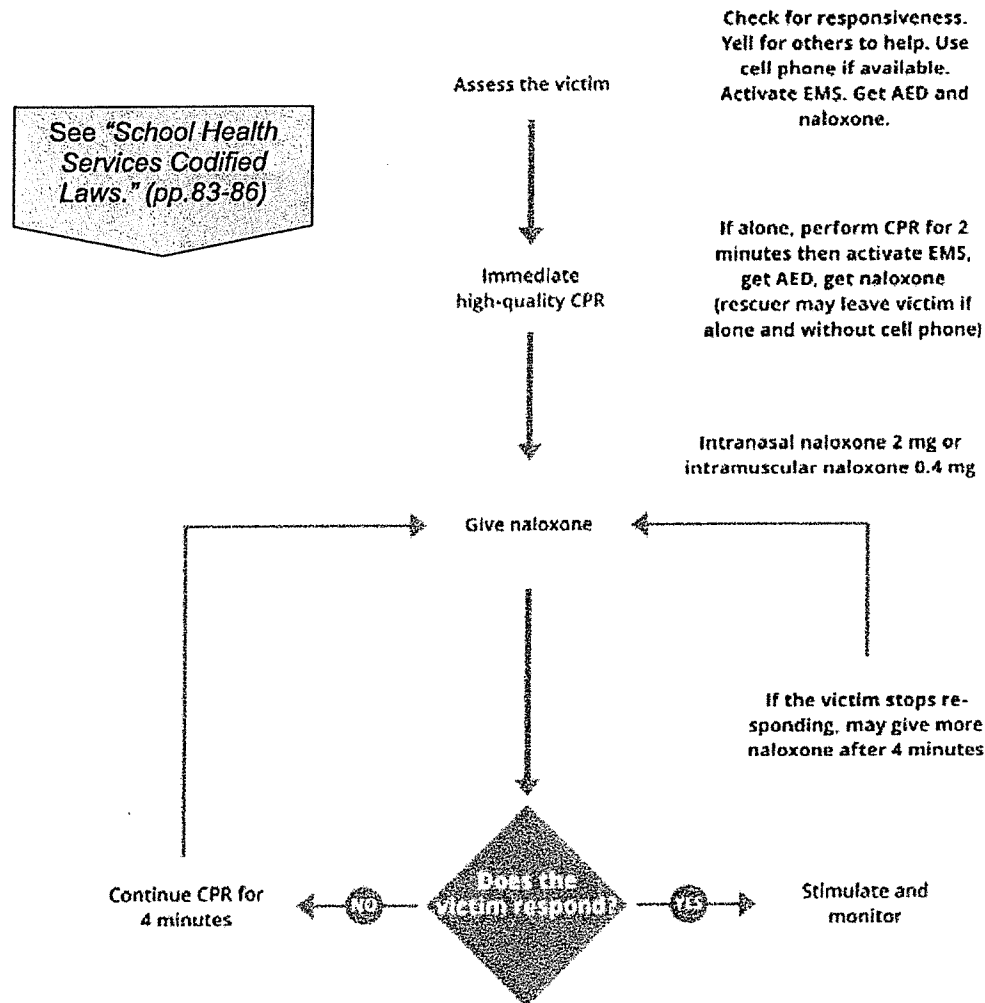 Check for responsiveness.
Yell for others to help. Use
cell phone if available.
Activate EMS. Get AED and
naloxone.
Assess the victim
See "School Health
Services Codified
Laws." (pp.83-86)
If alone, perform CPR for 2
minutes then activate EMS,
get AED, get naloxone
(rescuer may leave victim if
alone and without cell phone)
Immediate
high-quality CPR
Intranasal naloxone 2 mg or
intramuscular naloxone 0.4 mg
Give naloxone
If the victim stops re-
sponding, may give more
naloxone after 4 minutes
Does the
victim respond?
NO
Continue CPR for
4 minutes
YES
Stimulate and
monitor